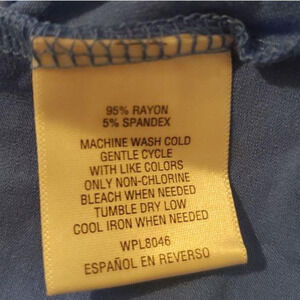 95% RAYON
5% SPANDEX
MACHINE WASH COLD
GENTLE CYCLE
WITH LIKE COLORS
ONLY NON-CHLORINE
BLEACH WHEN NEEDED
TUMBLE DRY LOW
COOL IRON WHEN NEEDED
WPL8046
ESPAÑOL EN REVERSO